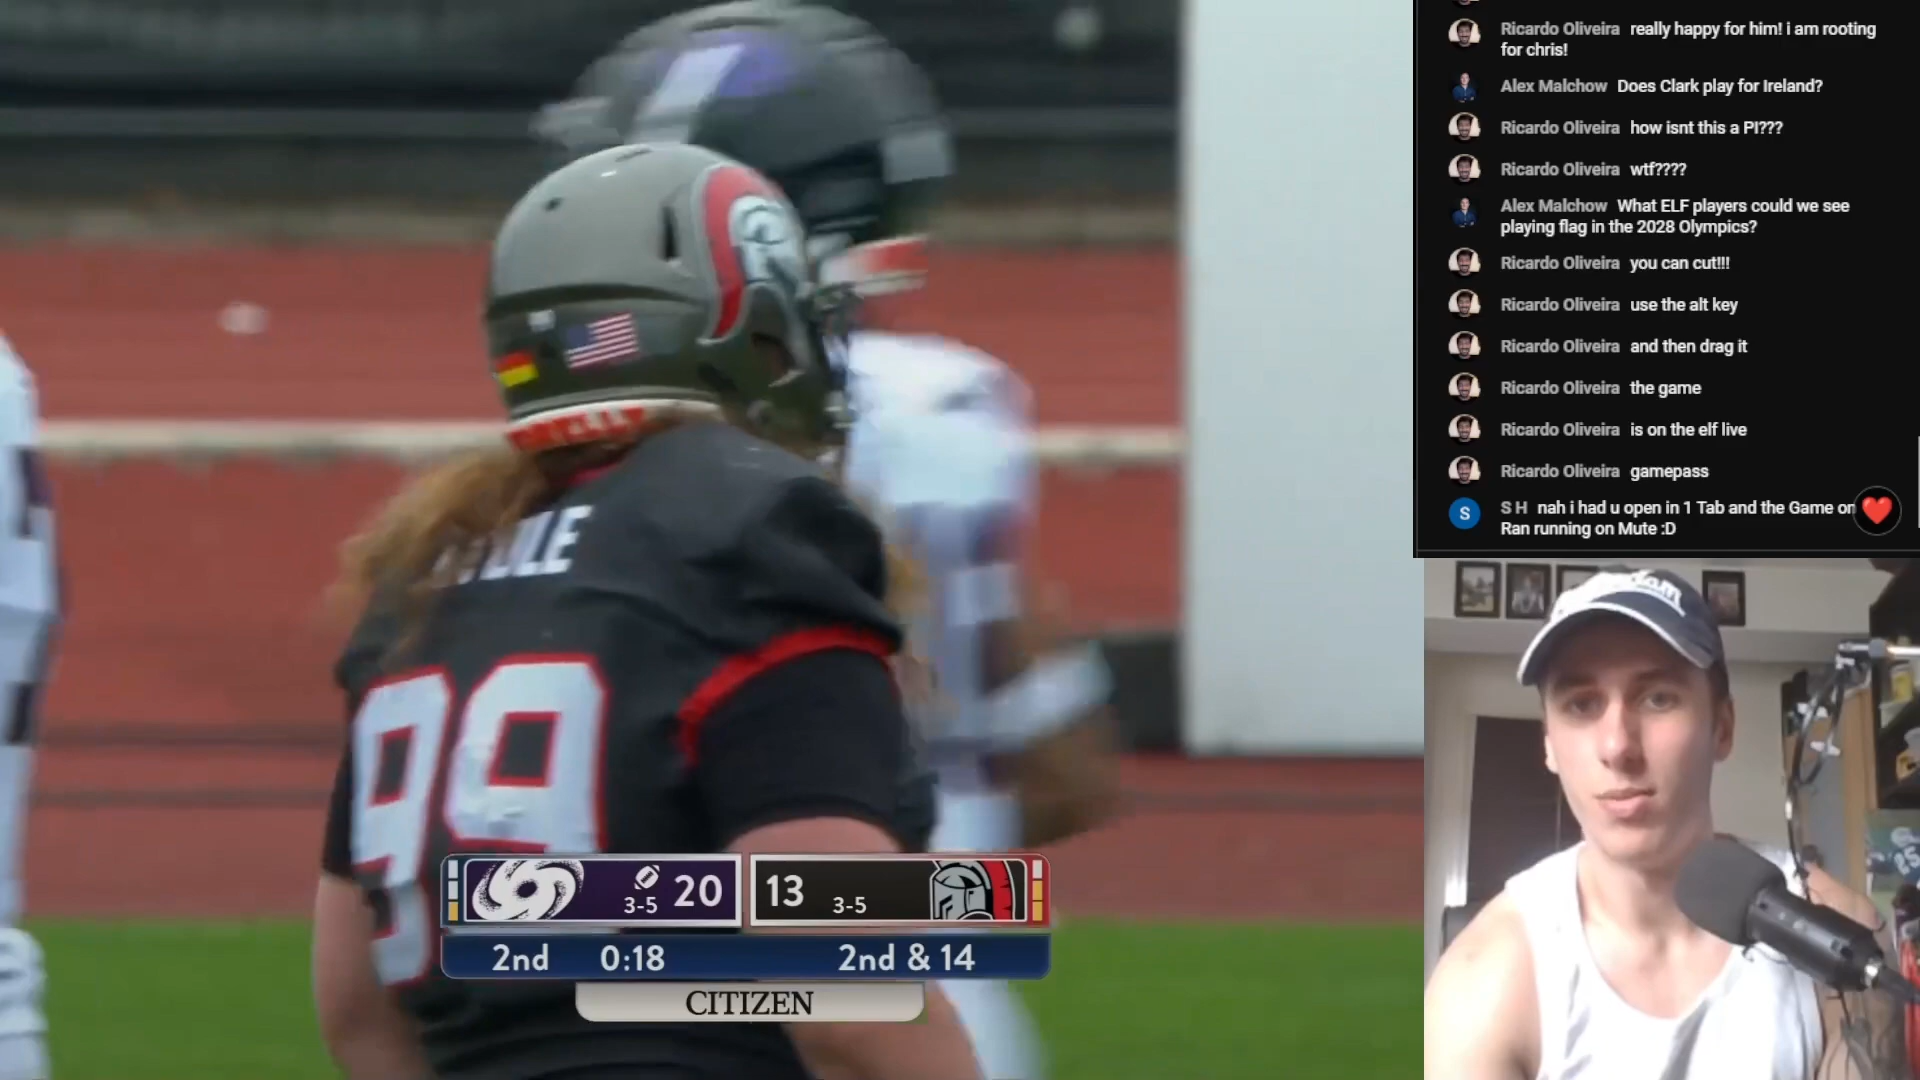 Ricardo Oliveira really happy for him! i am rooting
for chris!
Alex Malchow Does Clark play for Ireland?
Ricardo Oliveira how isnt this a PI???
Ricardo Oliveira wtf????
Alex Malchow What ELF players could we see
playing flag in the 2028 Olympics?
Ricardo Oliveira you can cut!!!
Ricardo Oliveira use the alt key
Ricardo Oliveira and then drag it
Ricardo Oliveira the game
Ricardo Oliveira is on the elf live
Ricardo Oliveira gamepass
S
S H nah i had u open in 1 Tab and the Game on
Ran running on Mute :D
99
3-5 20
13 3-5
2nd 0:18 2nd & 14
CITIZEN
25